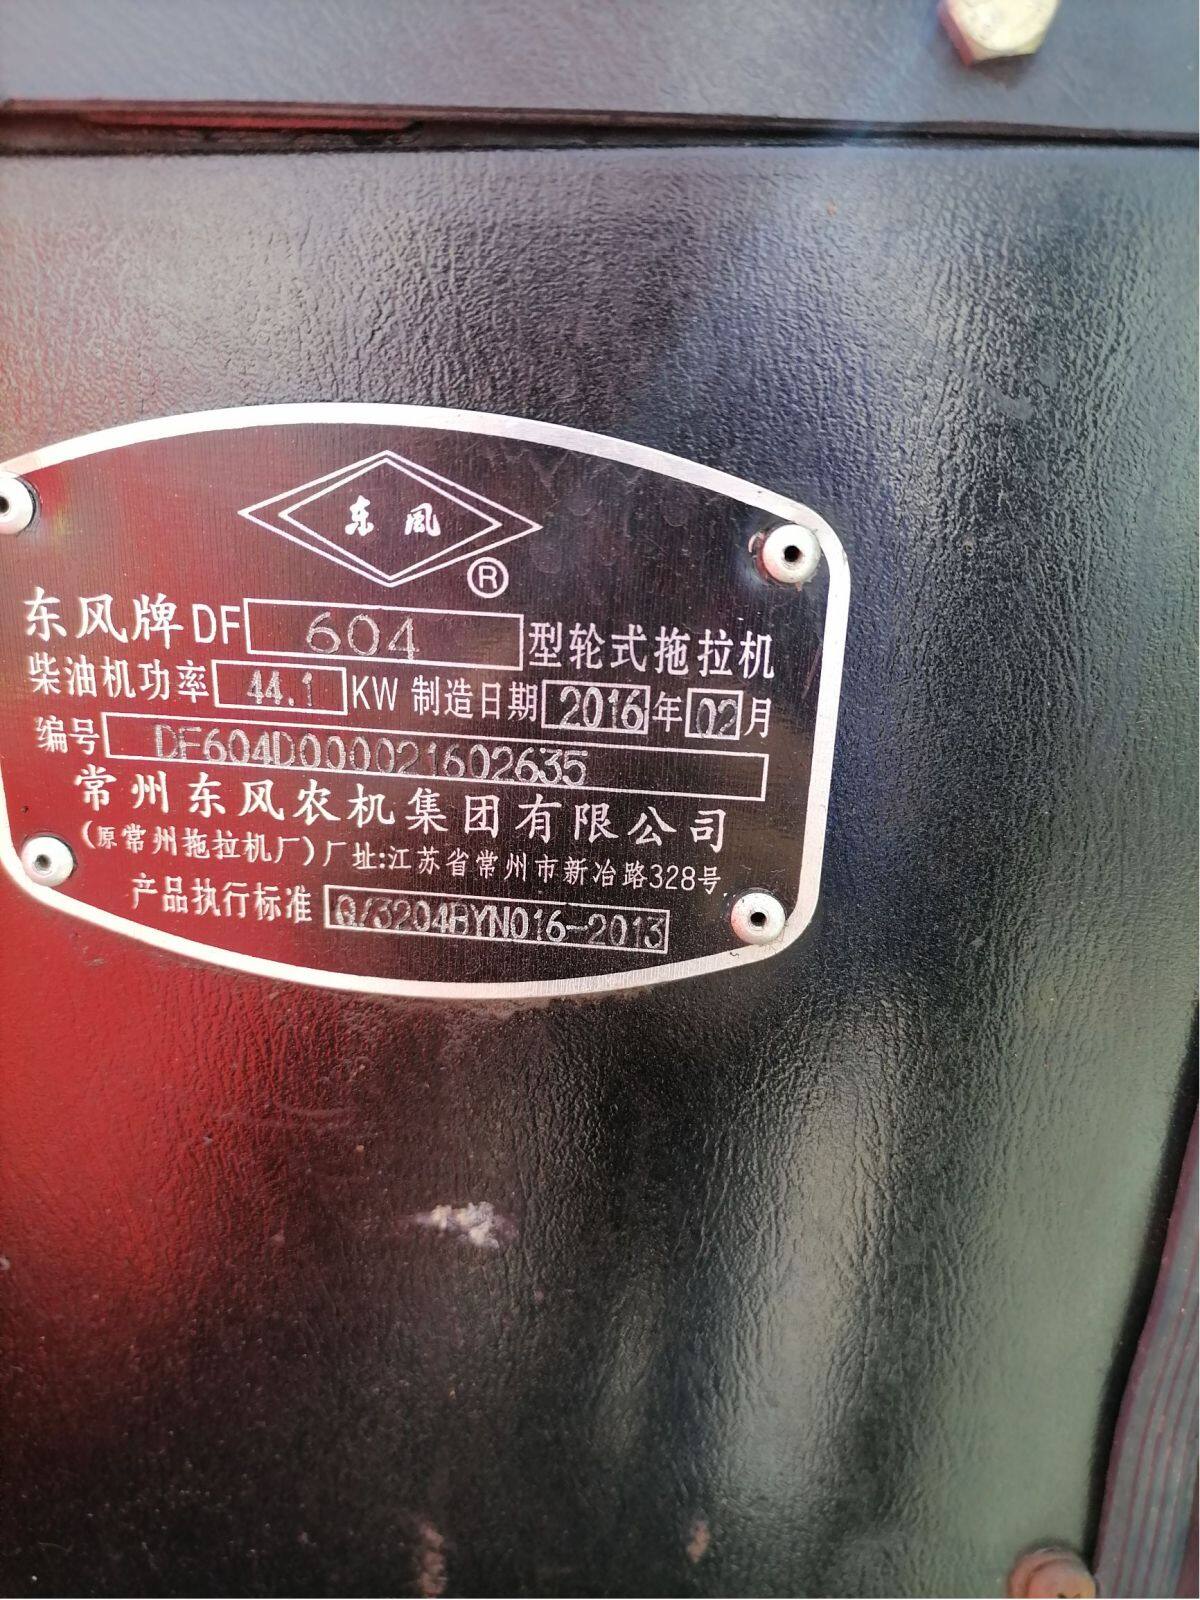 东风
®
东风牌DF 604 型轮式拖拉机
柴油机功率 44.1 KW 制造日期 2016 年 02 月
编号 DF604D000021602635
常州东风农机集团有限公司
(原常州拖拉机厂)厂址:江苏省常州市新冶路328号
产品执行标准 Q/3204BYN016-2013